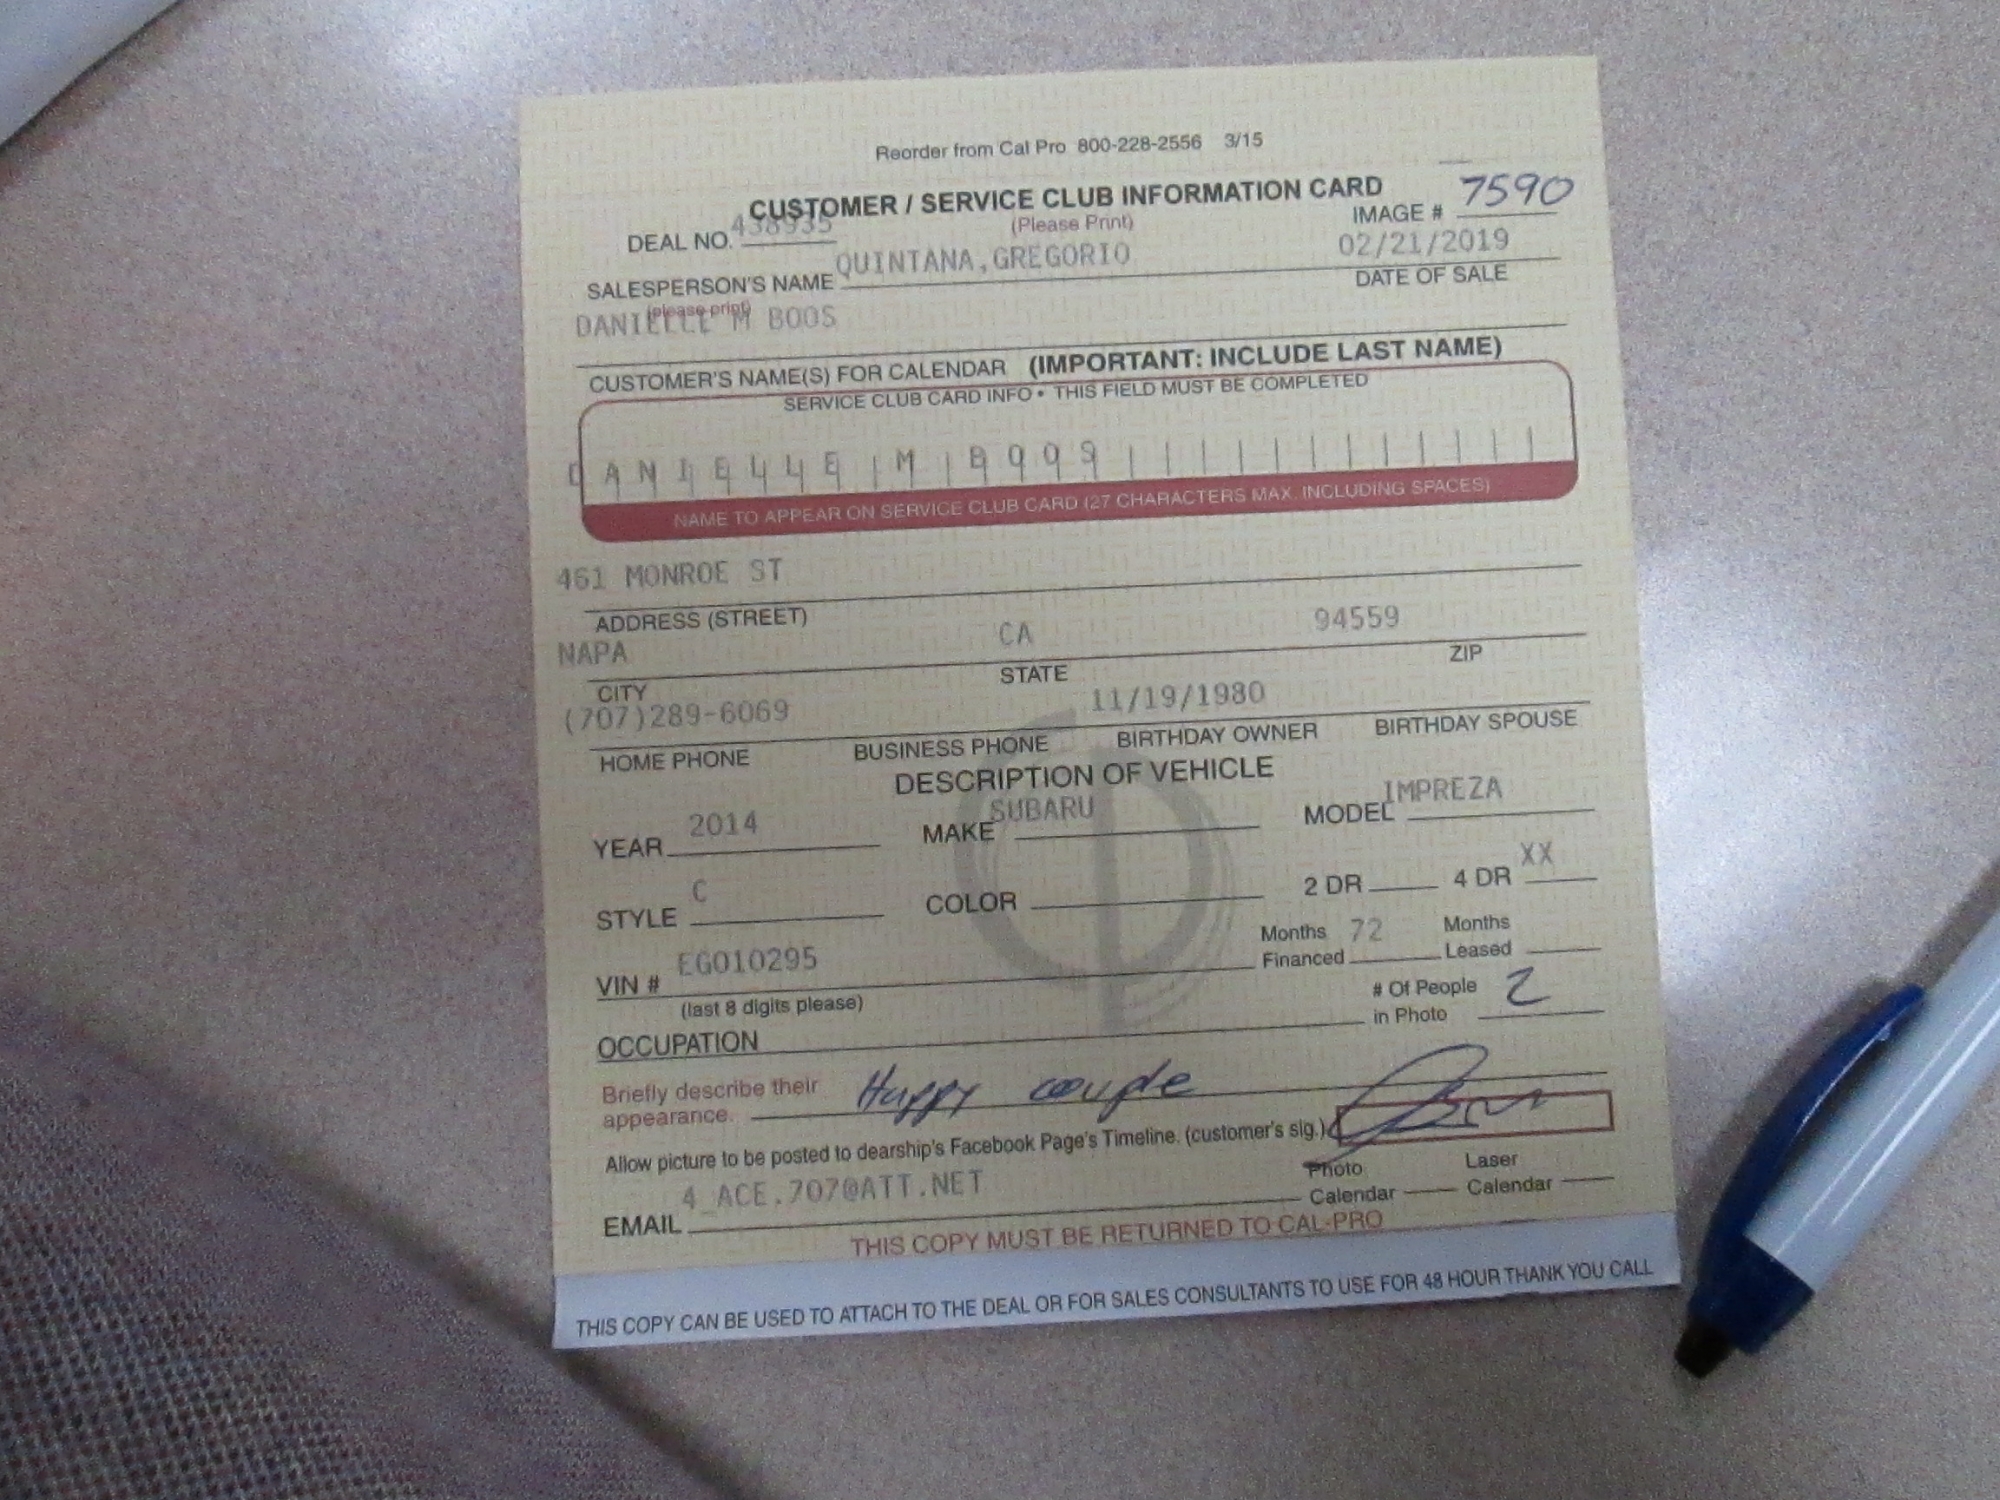 Reorder from Cal Pro 800-228-2556 3/15
CUSTOMER / SERVICE CLUB INFORMATION CARD
(Please Print)
DEAL NO. 438935
IMAGE # 7590
SALESPERSON'S NAME QUINTANA,GREGORIO
(please print)
02/21/2019
DATE OF SALE
DANIELLE M BOOS
CUSTOMER'S NAME(S) FOR CALENDAR (IMPORTANT: INCLUDE LAST NAME)
SERVICE CLUB CARD INFO • THIS FIELD MUST BE COMPLETED
DANIELLE M BOOS
NAME TO APPEAR ON SERVICE CLUB CARD (27 CHARACTERS MAX. INCLUDING SPACES)
461 MONROE ST
ADDRESS (STREET)
NAPA CA 94559
CITY STATE ZIP
(707)289-6069 11/19/1980
HOME PHONE BUSINESS PHONE BIRTHDAY OWNER BIRTHDAY SPOUSE
DESCRIPTION OF VEHICLE
YEAR 2014 MAKE SUBARU MODEL IMPREZA
STYLE C COLOR 2 DR 4 DR XX
VIN # EG010295
(last 8 digits please)
Months Financed 72 Months Leased
# Of People in Photo 2
OCCUPATION
Briefly describe their
appearance. Happy couple
Allow picture to be posted to dearship's Facebook Page's Timeline. (customer's sig.)
EMAIL 4_ACE.707@ATT.NET
Photo Calendar Laser Calendar
THIS COPY MUST BE RETURNED TO CAL-PRO
THIS COPY CAN BE USED TO ATTACH TO THE DEAL OR FOR SALES CONSULTANTS TO USE FOR 48 HOUR THANK YOU CALL